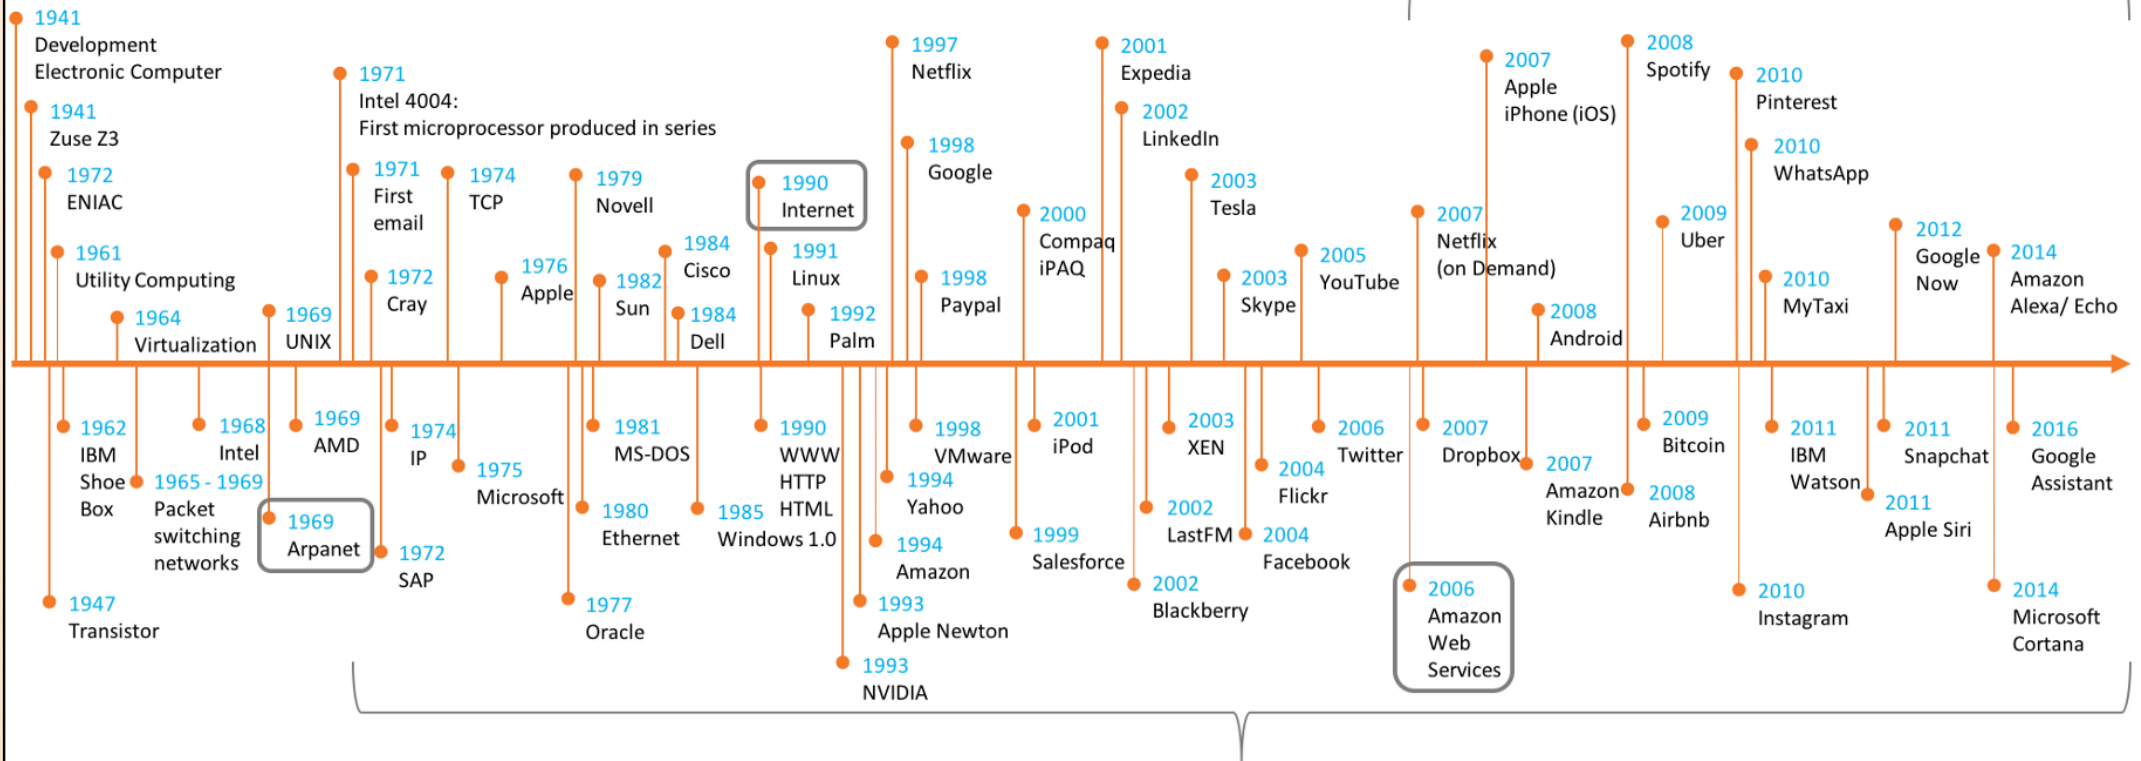 1941
Development
Electronic Computer
1941
Zuse Z3
1972
ENIAC
1961
Utility Computing
1964
Virtualization
1969
UNIX
1971
Intel 4004:
First microprocessor produced in series
1971
First
email
1972
Cray
1974
TCP
1976
Apple
1979
Novell
1982
Sun
1984
Cisco
1984
Dell
1990
Internet
1991
Linux
1992
Palm
1997
Netflix
1998
Google
1998
Paypal
2000
Compaq
iPAQ
2001
Expedia
2002
LinkedIn
2003
Tesla
2003
Skype
2005
YouTube
2007
Netflix
(on Demand)
2007
Apple
iPhone (iOS)
2008
Android
2008
Spotify
2009
Uber
2010
Pinterest
2010
WhatsApp
2010
MyTaxi
2012
Google
Now
2014
Amazon
Alexa/ Echo
1947
Transistor
1962
IBM
Shoe
Box
1965 - 1969
Packet
switching
networks
1968
Intel
1969
Arpanet
1969
AMD
1972
SAP
1974
IP
1975
Microsoft
1977
Oracle
1980
Ethernet
1981
MS-DOS
1985
Windows 1.0
1990
WWW
HTTP
HTML
1993
NVIDIA
1993
Apple Newton
1994
Amazon
1994
Yahoo
1998
VMware
1999
Salesforce
2001
iPod
2002
Blackberry
2002
LastFM
2003
XEN
2004
Facebook
2004
Flickr
2006
Twitter
2006
Amazon
Web
Services
2007
Dropbox
2007
Amazon
Kindle
2008
Airbnb
2009
Bitcoin
2010
Instagram
2011
IBM
Watson
2011
Apple Siri
2011
Snapchat
2014
Microsoft
Cortana
2016
Google
Assistant